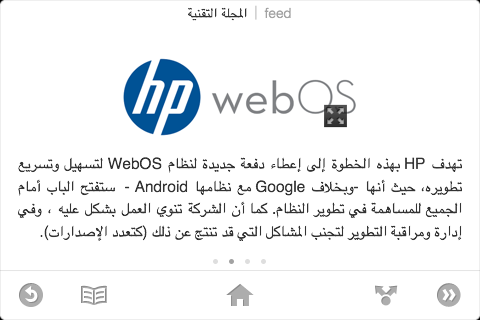 المجلة التقنية | feed
hp webOS
تهدف HP بهذه الخطوة إلى إعطاء دفعة جديدة لنظام WebOS لتسهيل وتسريع
تطويره، حيث أنها -وبخلاف Google مع نظامها Android - ستفتح الباب أمام
الجميع للمساهمة في تطوير النظام. كما أن الشركة تنوي العمل بشكل عليه ، وفي
إدارة ومراقبة التطوير لتجنب المشاكل التي قد تنتج عن ذلك (كتعدد الإصدارات).